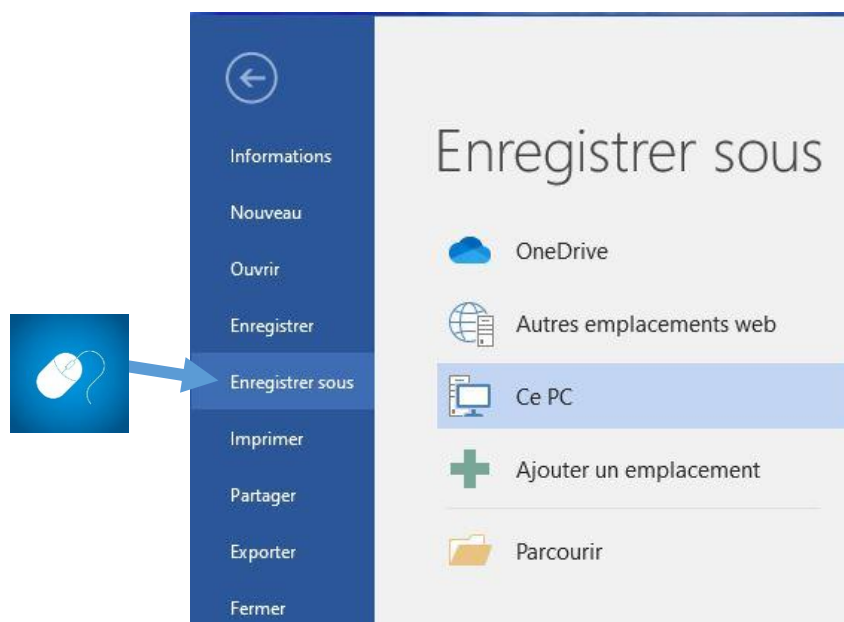 Informations
Nouveau
Ouvrir
Enregistrer
Enregistrer sous
Imprimer
Partager
Exporter
Fermer
Enregistrer sous
OneDrive
Autres emplacements web
Ce PC
Ajouter un emplacement
Parcourir